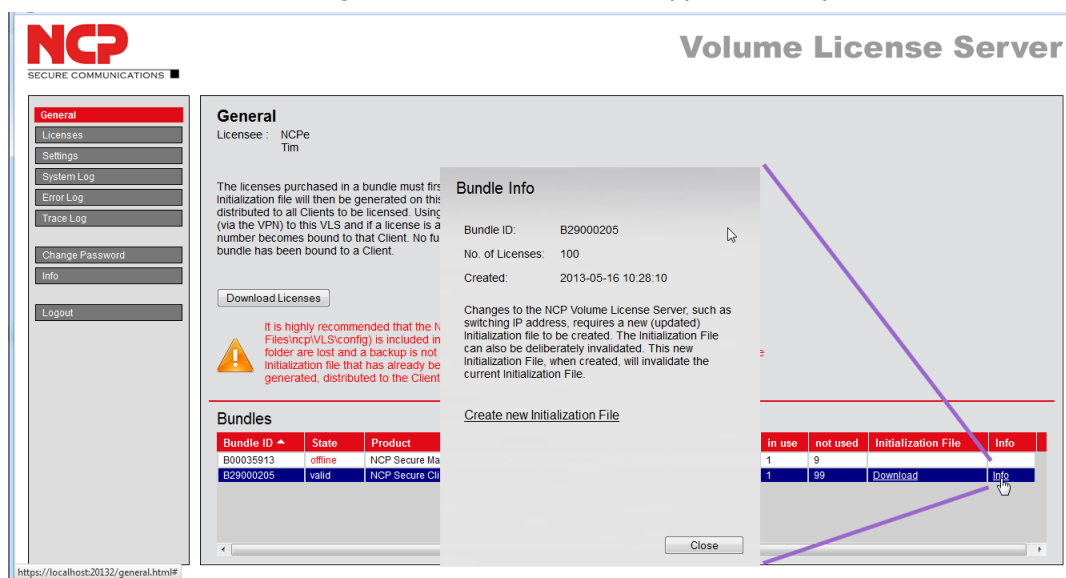 NCP
SECURE COMMUNICATIONS
Volume License Server
General
Licenses
Settings
System Log
Error Log
Trace Log
Change Password
Info
Logout
General
Licensee : NCPe
Tim
The licenses purchased in a bundle must firs
Initialization file will then be generated on this
distributed to all Clients to be licensed. Using
(via the VPN) to this VLS and if a license is a
number becomes bound to that Client. No fu
bundle has been bound to a Client.
Download Licenses
It is highly recommended that the N
Files\ncp\VLS\config) is included in
folder are lost and a backup is not
Initialization file that has already be
generated, distributed to the Client
e
Bundle Info
Bundle ID: B29000205
No. of Licenses: 100
Created: 2013-05-16 10:28:10
Changes to the NCP Volume License Server, such as
switching IP address, requires a new (updated)
Initialization file to be created. The Initialization File
can also be deliberately invalidated. This new
Initialization File, when created, will invalidate the
current Initialization File.
Create new Initialization File
Close
Bundles
Bundle ID State Product in use not used Initialization File Info
B00035913 offline NCP Secure Ma 1 9
B29000205 valid NCP Secure Cli 1 99 Download Info
https://localhost:20132/general.html#